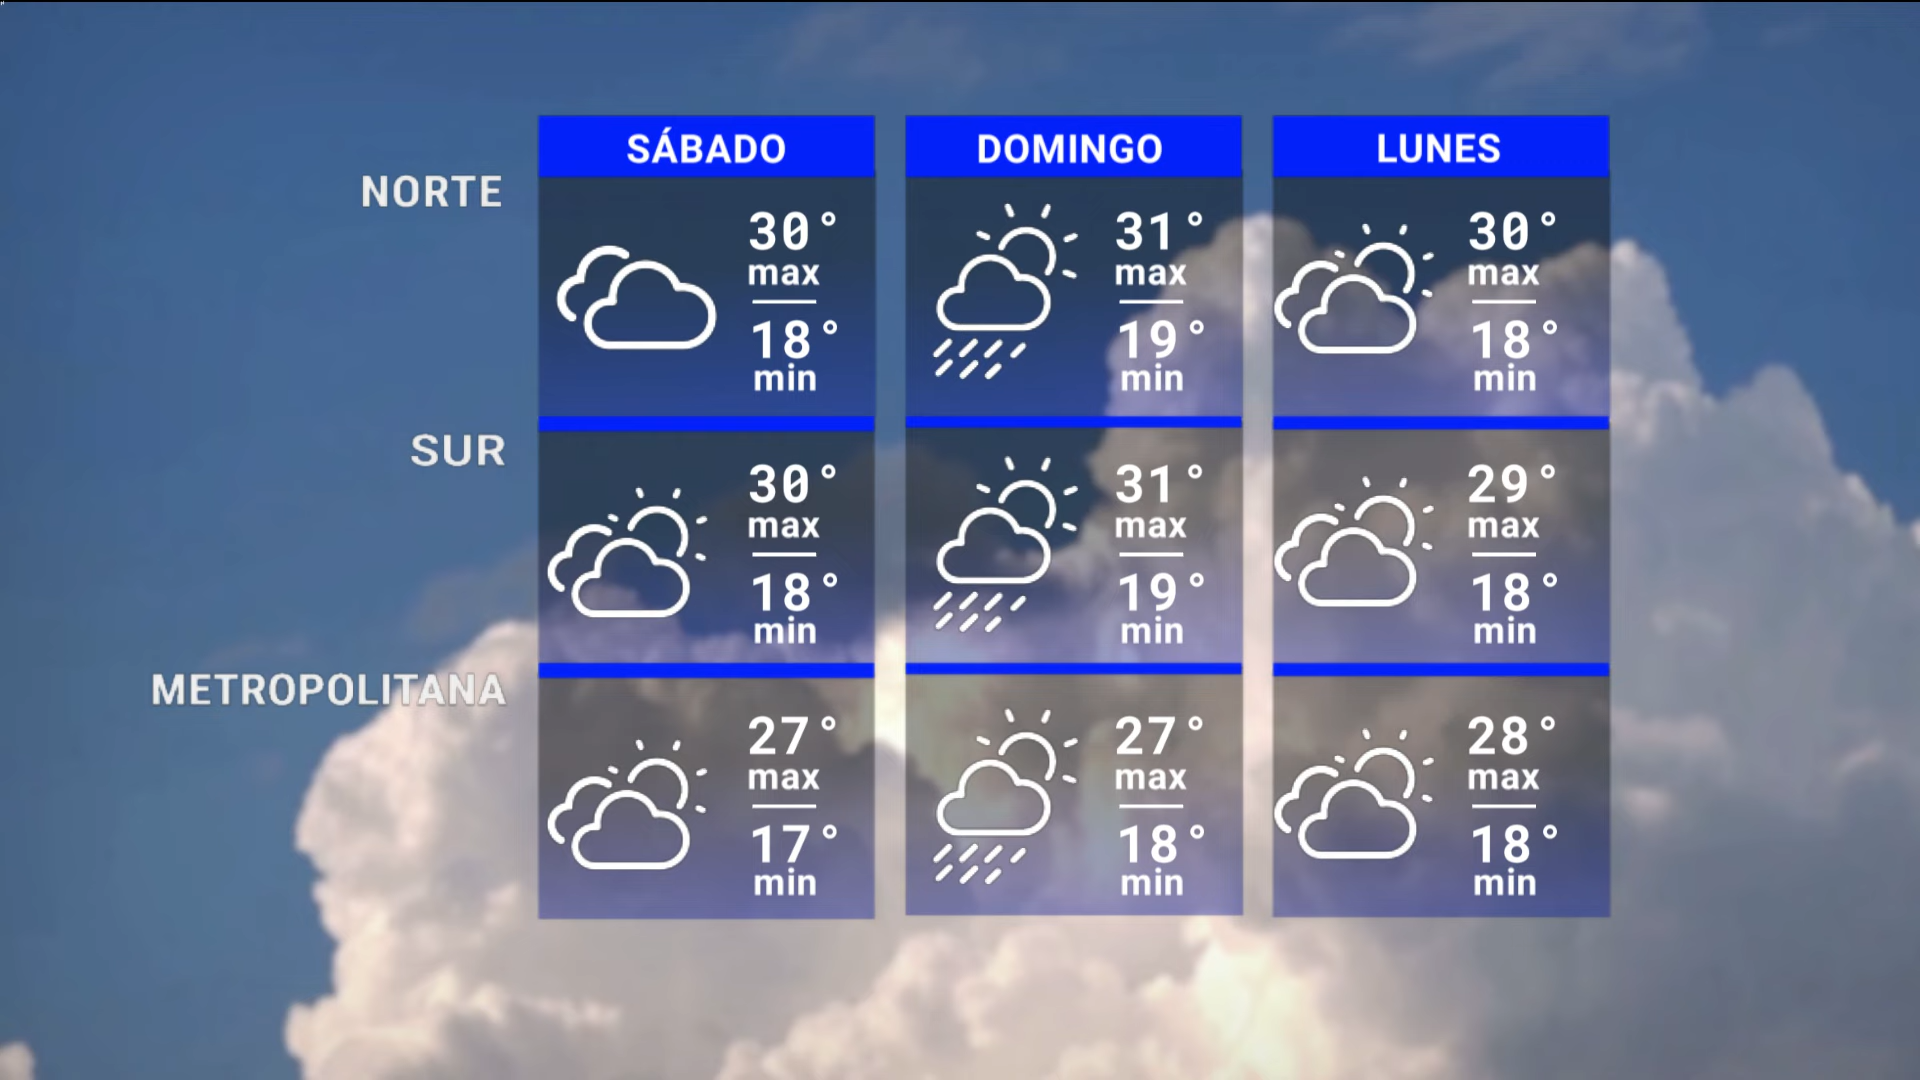 SÁBADO
DOMINGO
LUNES
NORTE
30°
max
18°
min
31°
max
19°
min
30°
max
18°
min
SUR
30°
max
18°
min
31°
max
19°
min
29°
max
18°
min
METROPOLITANA
27°
max
17°
min
27°
max
18°
min
28°
max
18°
min